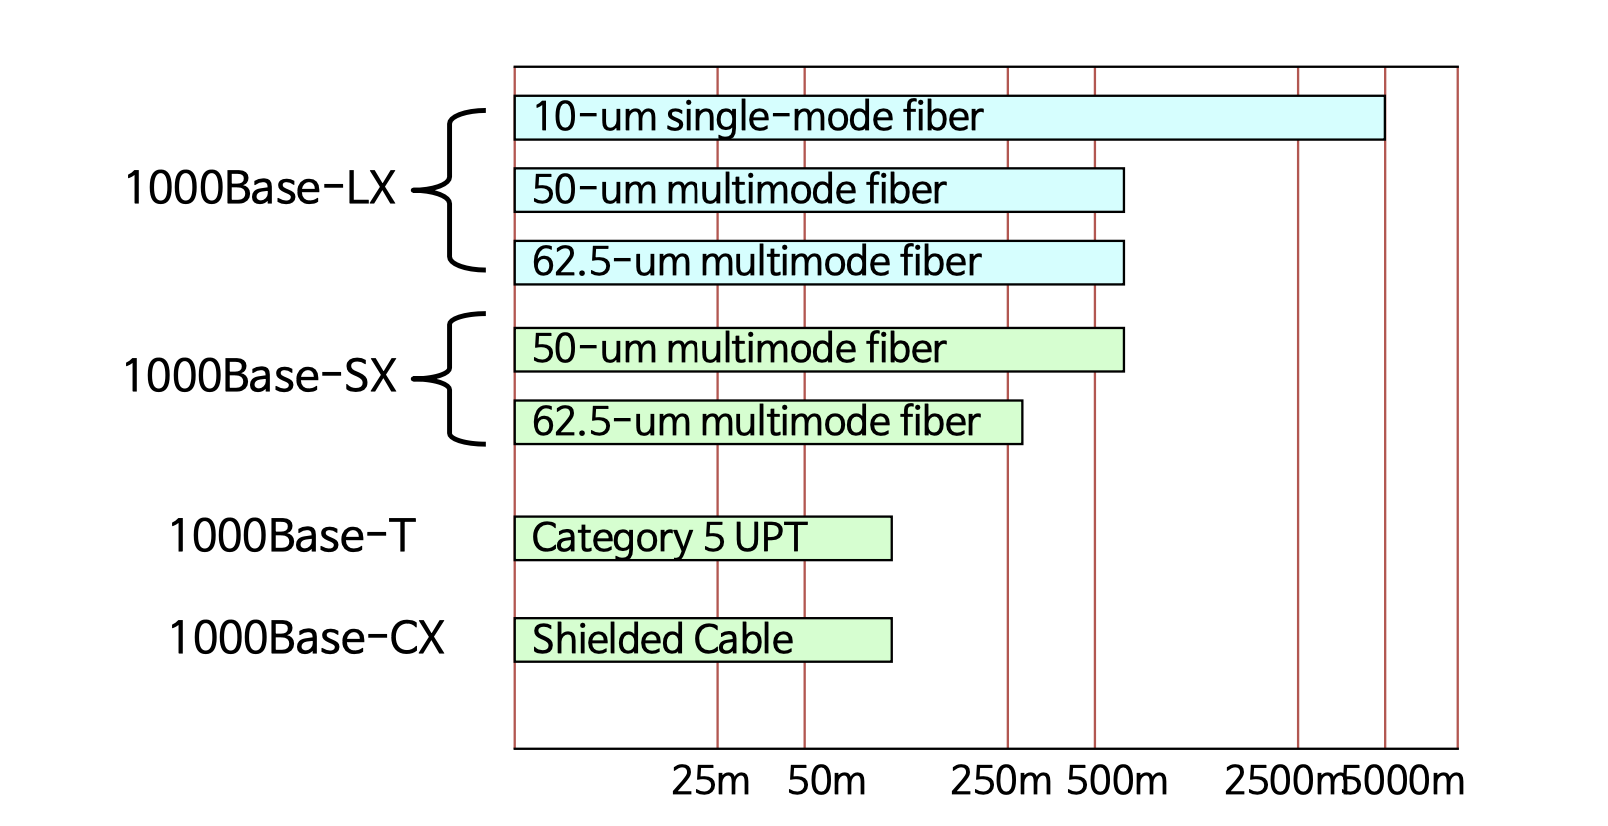 10-um single-mode fiber
1000Base-LX
50-um multimode fiber
62.5-um multimode fiber
1000Base-SX
50-um multimode fiber
62.5-um multimode fiber
1000Base-T
Category 5 UPT
1000Base-CX
Shielded Cable
25m 50m 250m 500m 2500m 5000m